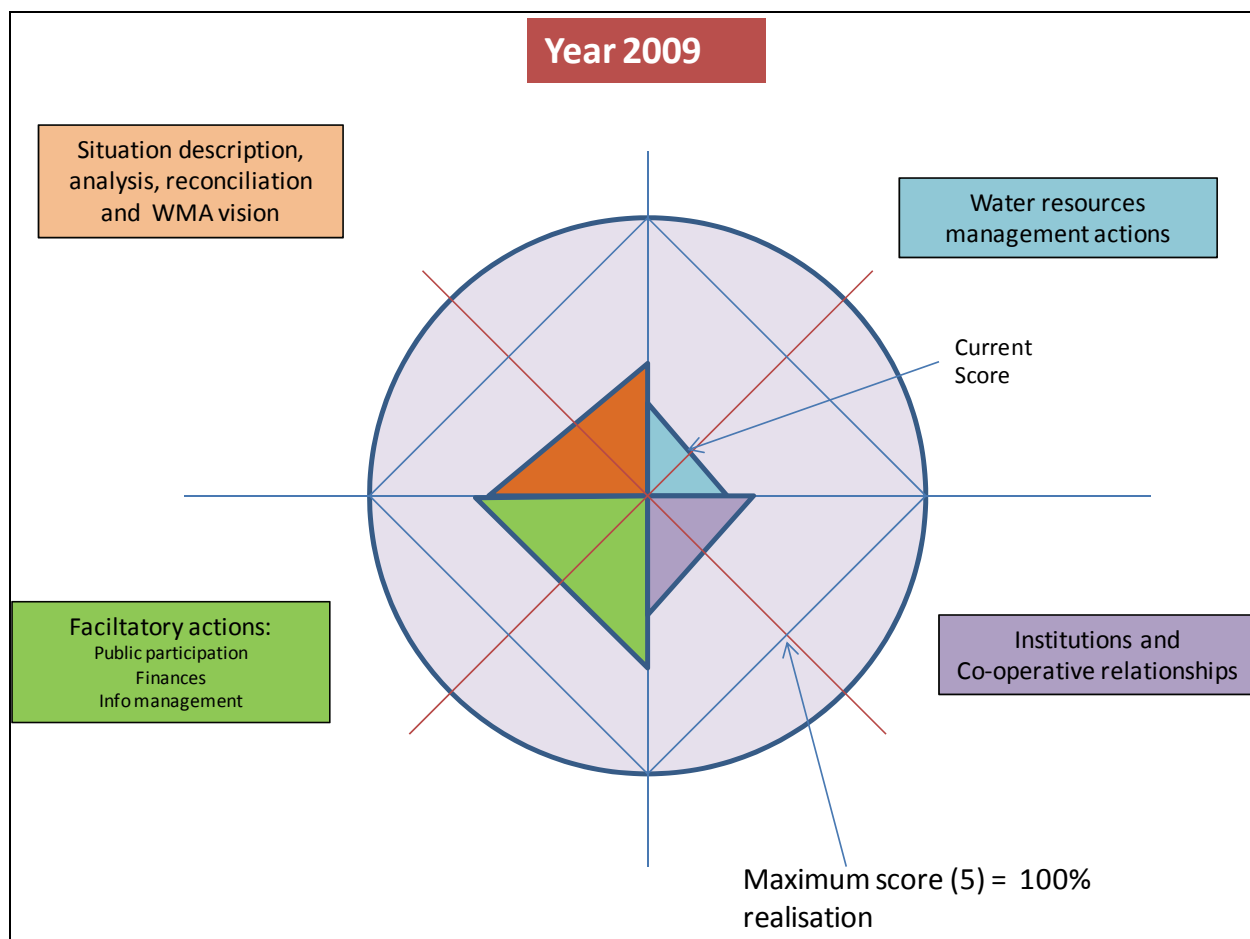 Year 2009
Situation description,
analysis, reconciliation
and WMA vision
Water resources
management actions
Current
Score
Faciltatory actions:
Public participation
Finances
Info management
Institutions and
Co-operative relationships
Maximum score (5) = 100%
realisation